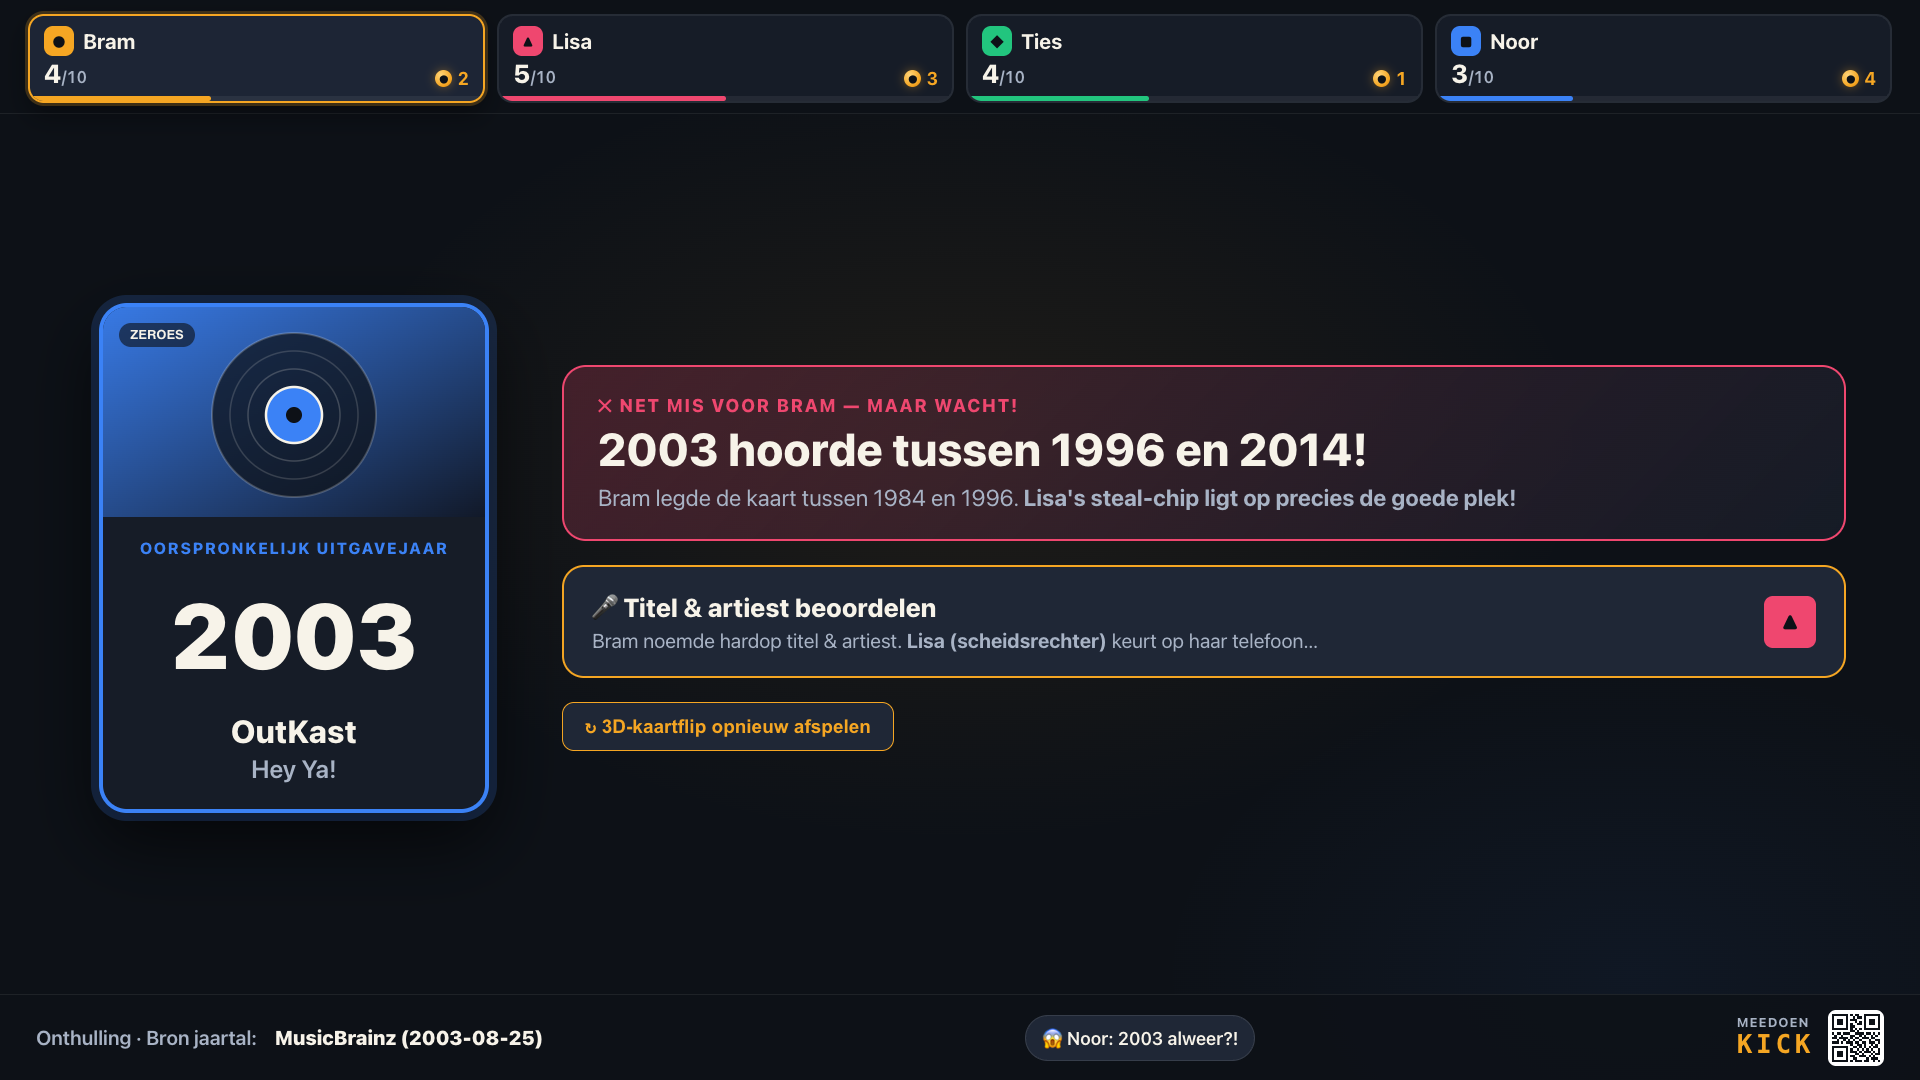 Bram
4/10
2
Lisa
5/10
3
Ties
4/10
1
Noor
3/10
4
ZEROES
OORSPRONKELIJK UITGAVEJAAR
2003
OutKast
Hey Ya!
✕ NET MIS VOOR BRAM — MAAR WACHT!
2003 hoorde tussen 1996 en 2014!
Bram legde de kaart tussen 1984 en 1996. Lisa's steal-chip ligt op precies de goede plek!
🎤 Titel & artiest beoordelen
Bram noemde hardop titel & artiest. Lisa (scheidsrechter) keurt op haar telefoon...
↻ 3D-kaartflip opnieuw afspelen
Onthulling · Bron jaartal: MusicBrainz (2003-08-25)
😱 Noor: 2003 alweer?!
MEEDOEN
KICK